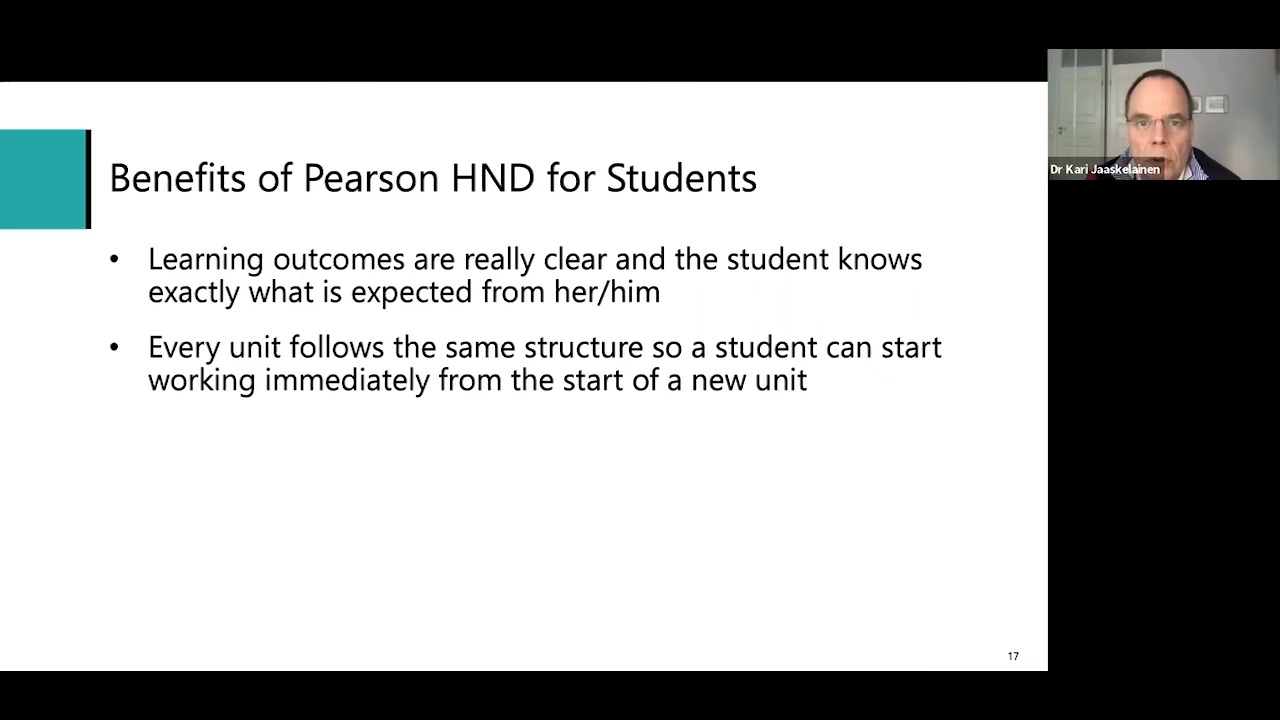 Benefits of Pearson HND for Students
• Learning outcomes are really clear and the student knows
exactly what is expected from her/him
• Every unit follows the same structure so a student can start
working immediately from the start of a new unit
17
Dr Kari Jaaskelainen